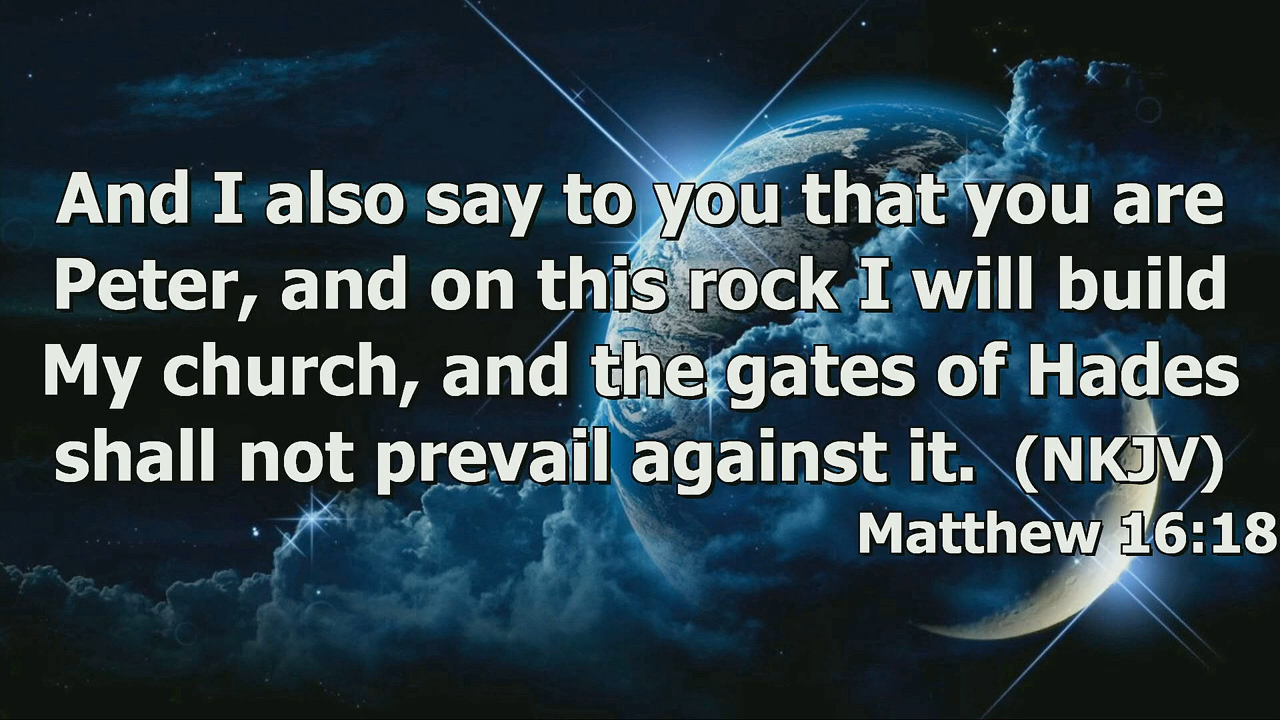 And I also say to you that you are
Peter, and on this rock I will build
My church, and the gates of Hades
shall not prevail against it. (NKJV)
Matthew 16:18